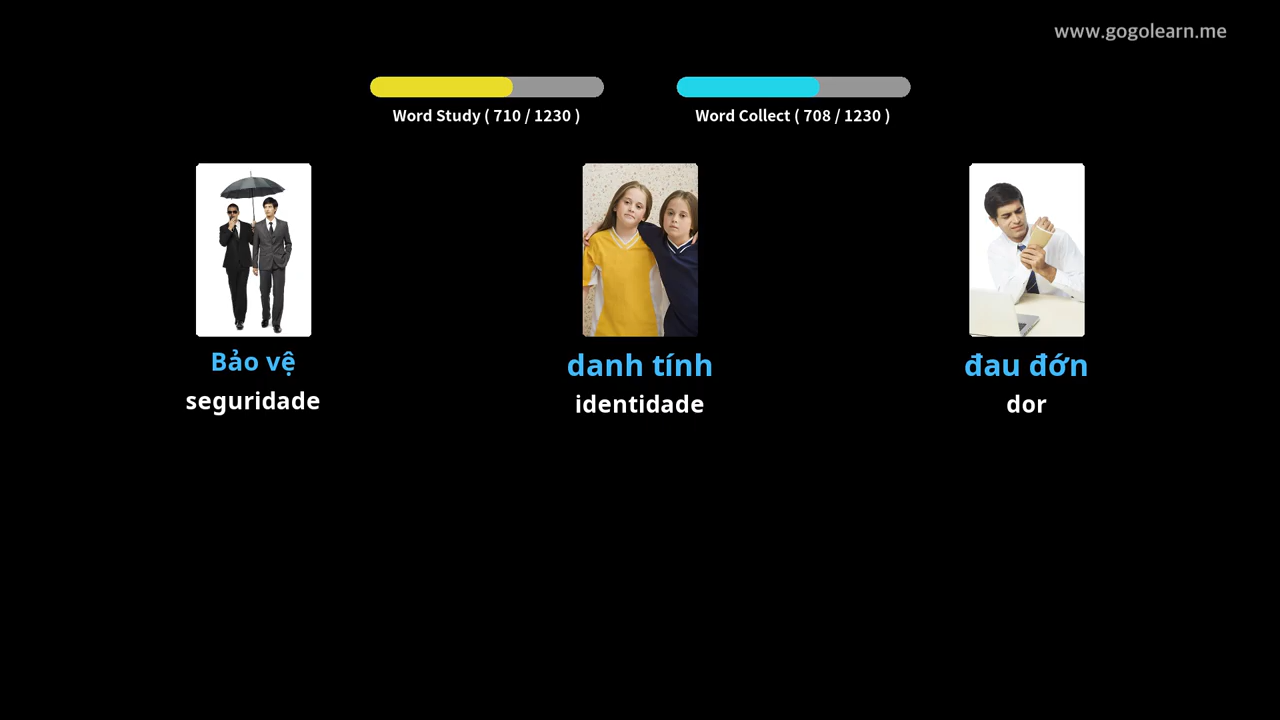 www.gogolearn.me
Word Study ( 710 / 1230 )
Word Collect ( 708 / 1230 )
Bảo vệ
seguridade
danh tính
identidade
đau đớn
dor